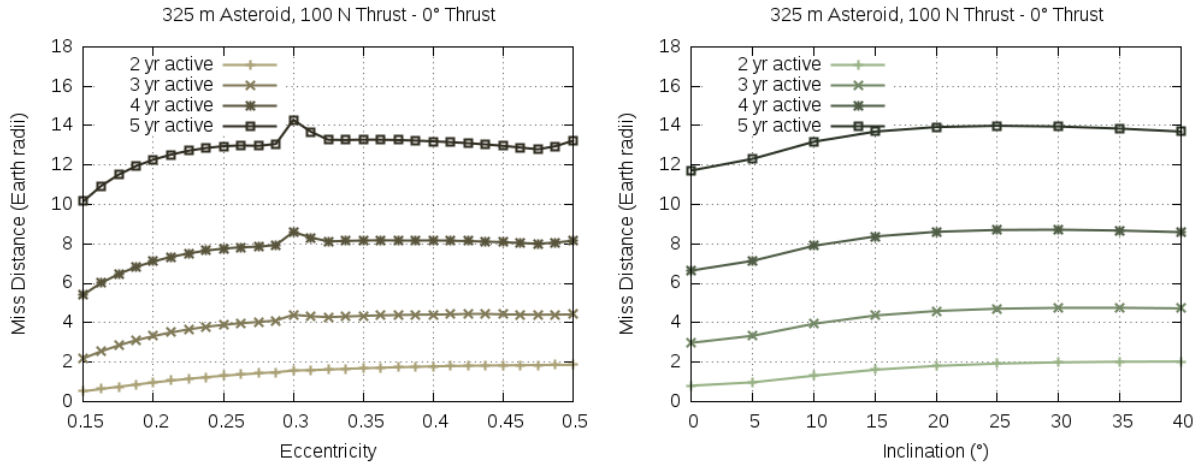 325 m Asteroid, 100 N Thrust - 0° Thrust
18
16
14
12
10
8
6
4
2
0
Miss Distance (Earth radii)
2 yr active
3 yr active
4 yr active
5 yr active
0.15
0.2
0.25
0.3
0.35
0.4
0.45
0.5
Eccentricity
325 m Asteroid, 100 N Thrust - 0° Thrust
18
16
14
12
10
8
6
4
2
0
Miss Distance (Earth radii)
2 yr active
3 yr active
4 yr active
5 yr active
0
5
10
15
20
25
30
35
40
Inclination (°)